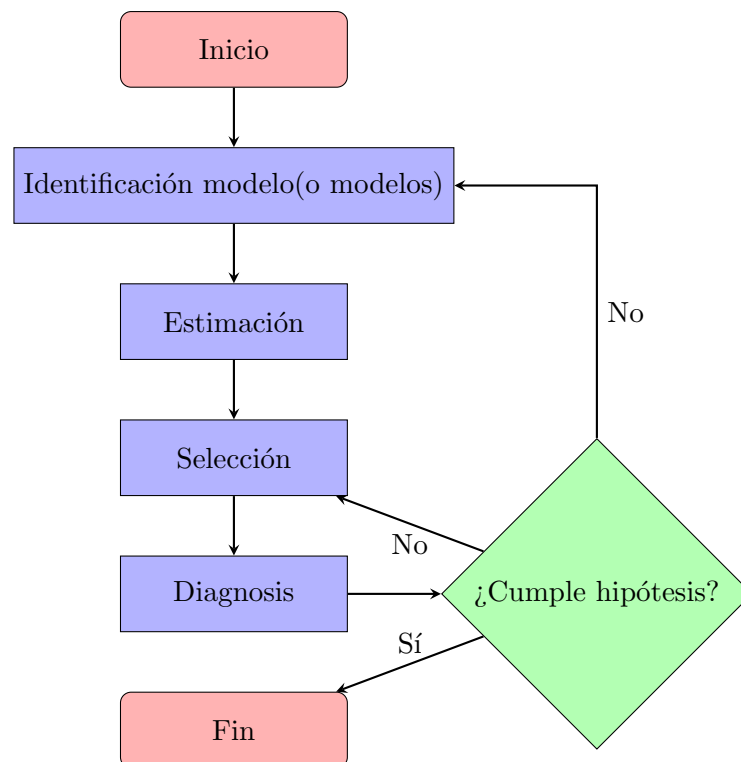 Inicio
Identificación modelo(o modelos)
No
Estimación
Selección
No
Diagnosis
¿Cumple hipótesis?
Sí
Fin